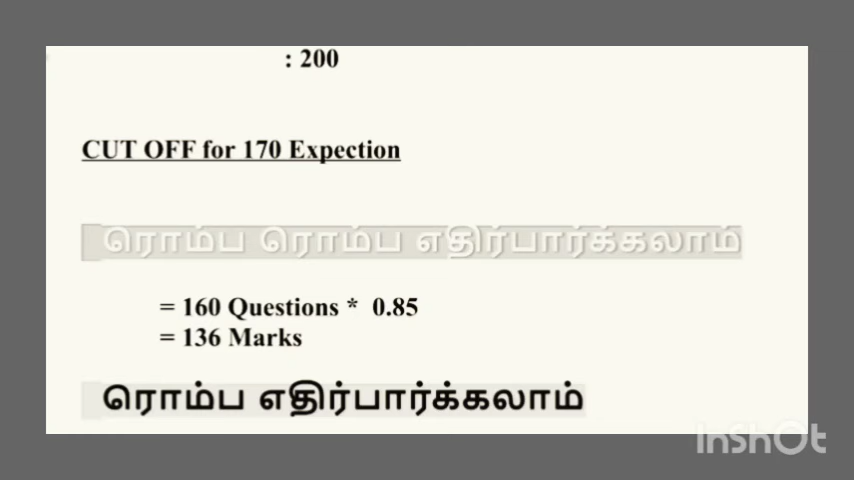 : 200
CUT OFF for 170 Expection
ரொம்ப ரொம்ப எதிர்பார்க்கலாம்
= 160 Questions * 0.85
= 136 Marks
ரொம்ப எதிர்பார்க்கலாம்
InShOt